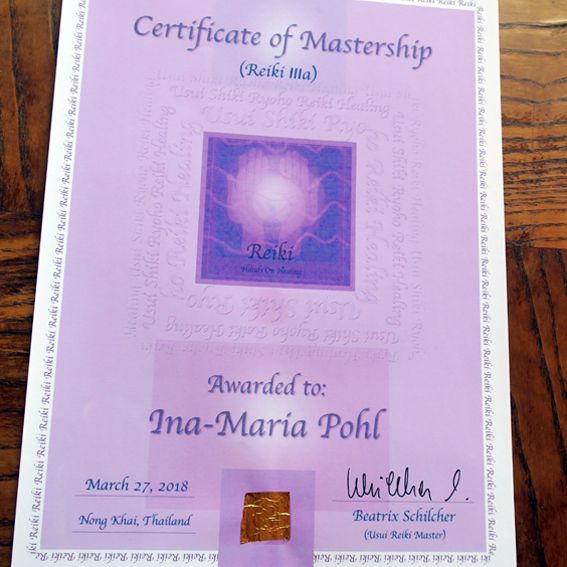 Certificate of Mastership
(Reiki IIIa)
Usui Shiki Ryoho Reiki Healing
Reiki
Hands On Healing
Awarded to:
Ina-Maria Pohl
March 27, 2018
Nong Khai, Thailand
Beatrix Schilcher
(Usui Reiki Master)